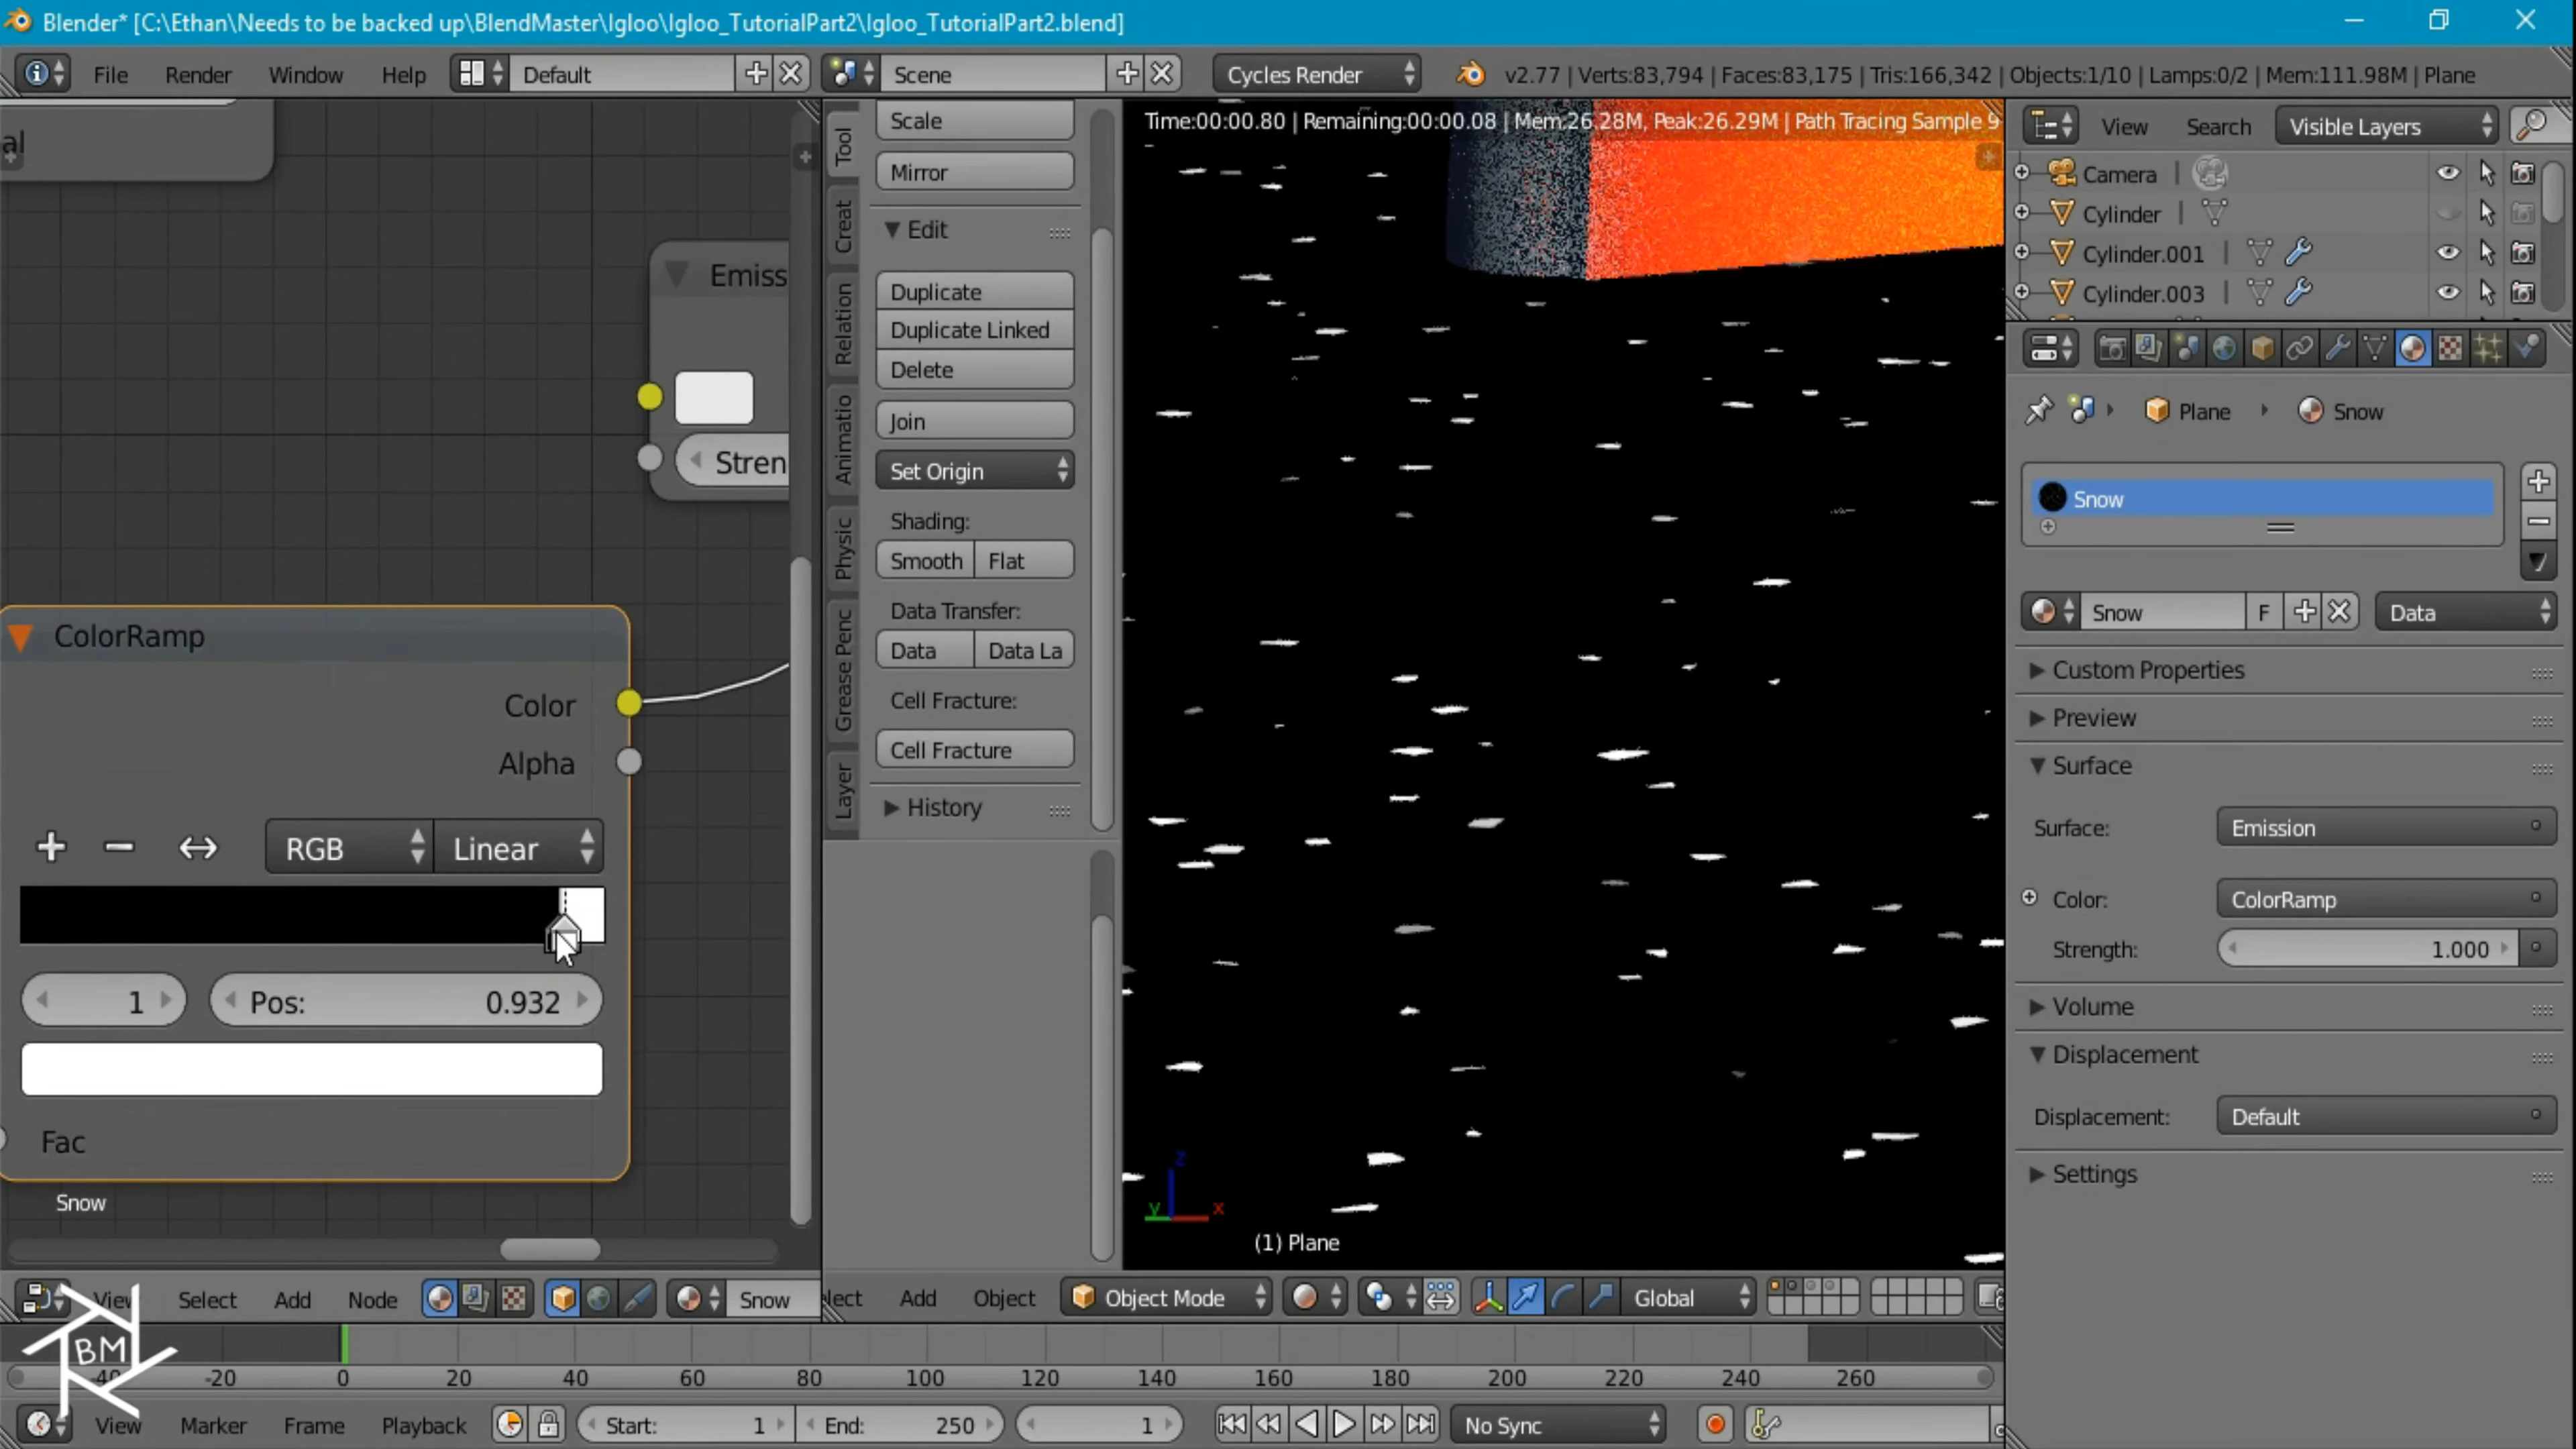 Blender* [C:\Ethan\Needs to be backed up\BlendMaster\Igloo\Igloo_TutorialPart2\Igloo_TutorialPart2.blend]
File Render Window Help Default Scene Cycles Render v2.77 | Verts:83,794 | Faces:83,175 | Tris:166,342 | Objects:1/10 | Lamps:0/2 | Mem:111.98M | Plane
al
Emiss
Stren
ColorRamp
Color
Alpha
RGB Linear
1 Pos: 0.932
Fac
Snow
View Select Add Node Snow
Tool
Creat
Relation
Animatio
Physic
Grease Penc
Layer
Scale
Mirror
Edit
Duplicate
Duplicate Linked
Delete
Join
Set Origin
Shading:
Smooth Flat
Data Transfer:
Data Data La
Cell Fracture:
Cell Fracture
History
Time:00:00.80 | Remaining:00:00.08 | Mem:26.28M, Peak:26.29M | Path Tracing Sample 9
z
y x
(1) Plane
lect Add Object Object Mode Global
View Search Visible Layers
Camera
Cylinder
Cylinder.001
Cylinder.003
Plane Snow
Snow
Snow F Data
Custom Properties
Preview
Surface
Surface: Emission
Color: ColorRamp
Strength: 1.000
Volume
Displacement
Displacement: Default
Settings
BM
-40 -20 0 20 40 60 80 100 120 140 160 180 200 220 240 260
View Marker Frame Playback Start: 1 End: 250 1 No Sync